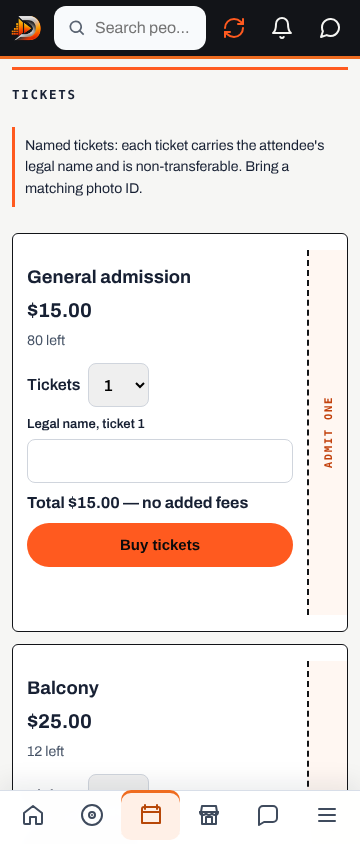 Search peo...
TICKETS
Named tickets: each ticket carries the attendee's
legal name and is non-transferable. Bring a
matching photo ID.
General admission
$15.00
80 left
Tickets 1
Legal name, ticket 1
Total $15.00 — no added fees
Buy tickets
ADMIT ONE
Balcony
$25.00
12 left